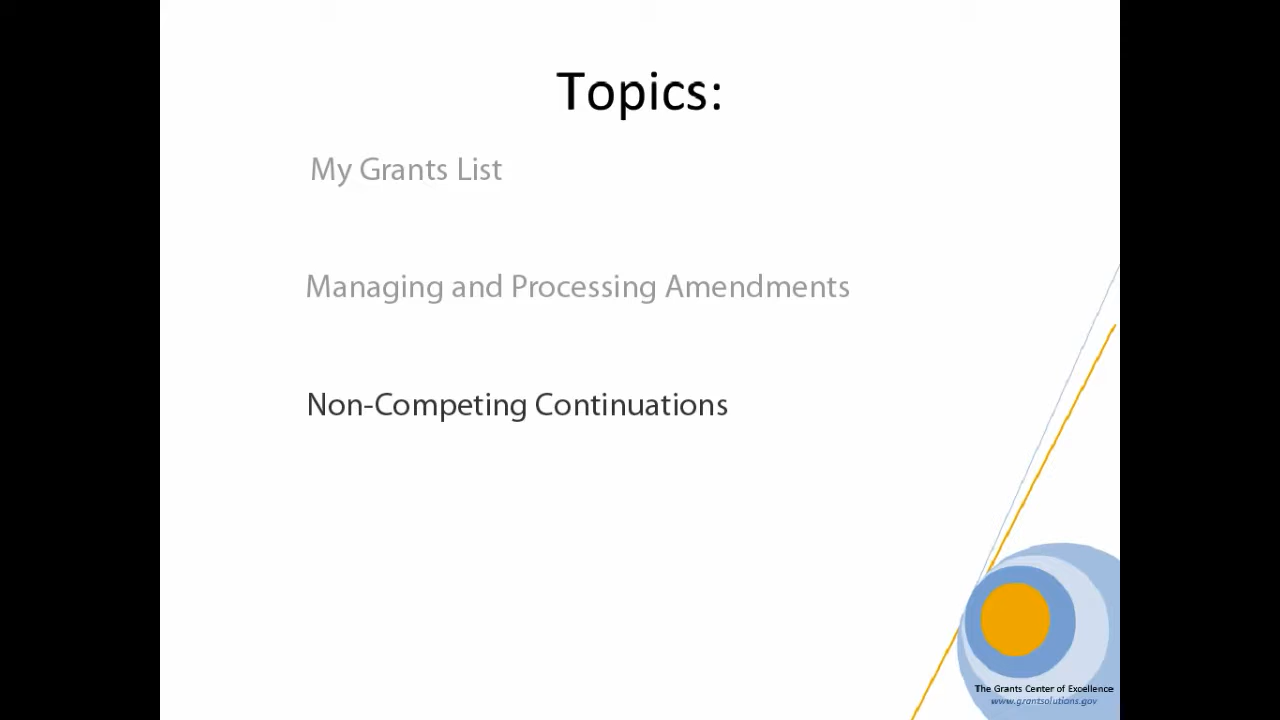 Topics:
My Grants List
Managing and Processing Amendments
Non-Competing Continuations
The Grants Center of Excellence
www.grantsolutions.gov